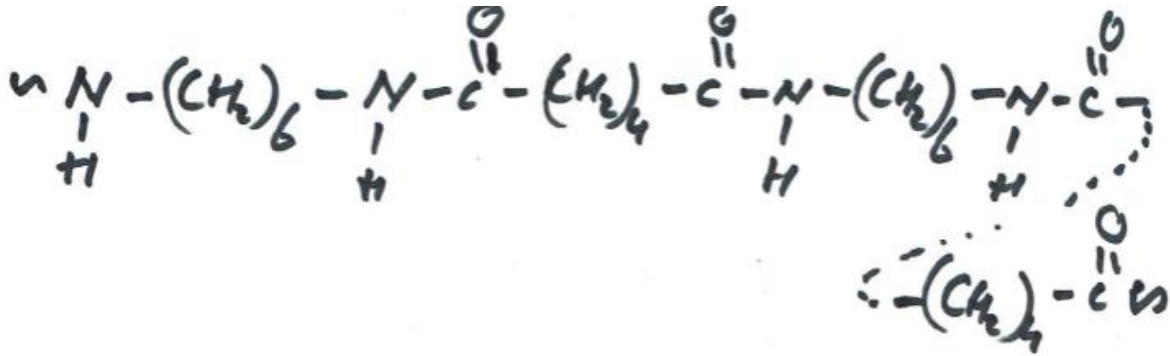 O O O
~ N - (CH₂)₆ - N - C - (CH₂)₄ - C - N - (CH₂)₆ - N - C -
H H H H
O
- (CH₂)₄ - C ~